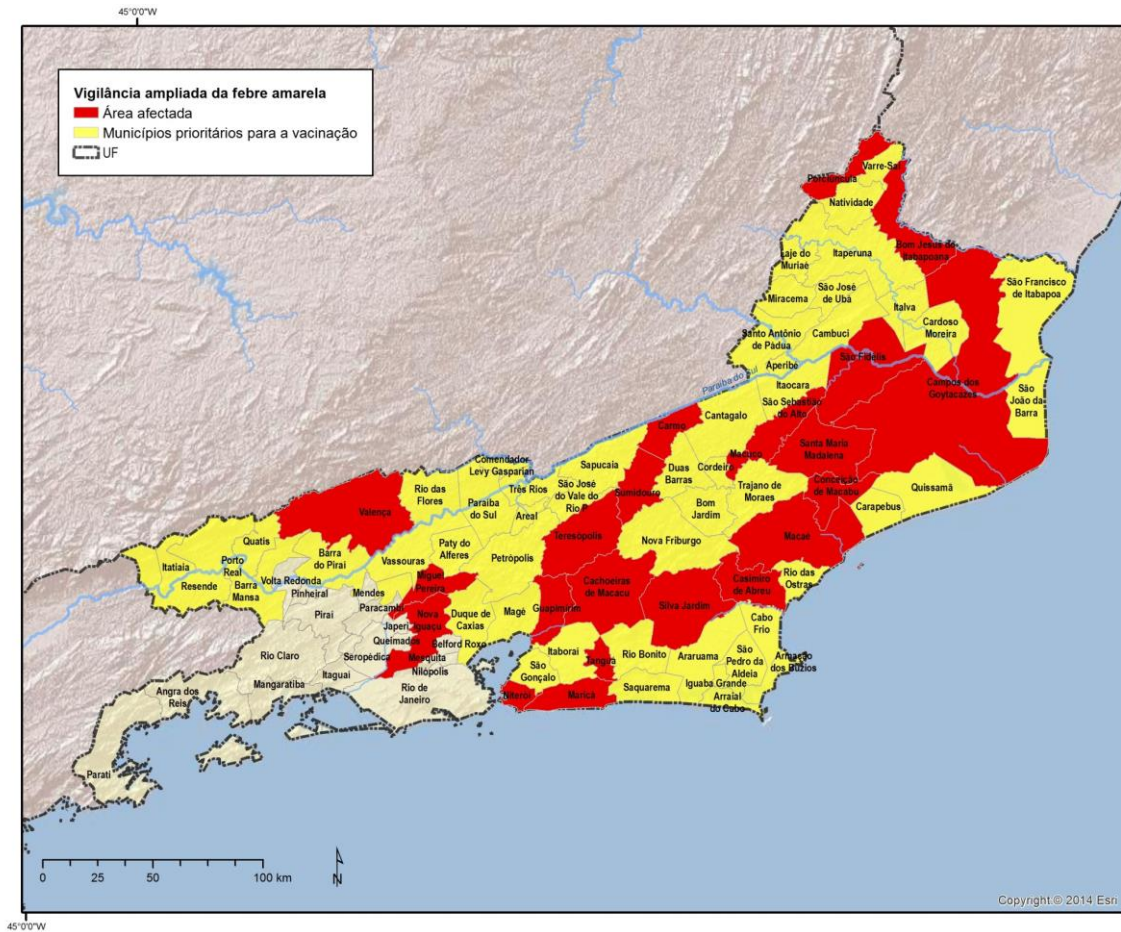 45°0'0"W
Vigilância ampliada da febre amarela
Área afectada
Municípios prioritários para a vacinação
UF
Varre-Sai
Porciúncula
Natividade
Bom Jesus de
Itabapoana
Laje do
Muriaé
Itaperuna
São Francisco
de Itabapoa
São José
de Ubá
Miracema
Italva
Cardoso
Moreira
Santo Antônio
de Pádua
Cambuci
São Fidélis
Aperibé
Paraíba do Sul
Itaocara
Campos dos
Goytacazes
São
João da
Barra
São Sebastião
do Alto
Cantagalo
Carmo
Santa Maria
Madalena
Macuco
Comendador
Levy Gasparian
Sapucaia
Duas
Barras
Cordeiro
Conceição
de Macabu
Quissamã
Trajano de
Moraes
Rio das
Flores
Três Rios
São José
do Vale do
Rio P
Sumidouro
Paraíba
do Sul
Areal
Bom
Jardim
Carapebus
Valença
Teresópolis
Nova Friburgo
Macaé
Quatis
Barra
do Piraí
Paty do
Alferes
Vassouras
Petrópolis
Itatiaia
Porto
Real
Resende
Barra
Mansa
Volta Redonda
Pinheiral
Mendes
Miguel
Pereira
Cachoeiras
de Macacu
Casimiro
de Abreu
Rio das
Ostras
Paracambi
Nova
Iguaçu
Duque de
Caxias
Magé
Guapimirim
Silva Jardim
Piraí
Japeri
Queimados
Belford Roxo
Cabo
Frio
Rio Claro
Seropédica
Mesquita
Nilópolis
Itaboraí
Tanguá
Rio Bonito
Araruama
São
Pedro da
Aldeia
Armação
dos Búzios
Itaguaí
Mangaratiba
São
Gonçalo
Angra dos
Reis
Rio de
Janeiro
Niterói
Maricá
Saquarema
Iguaba Grande
Arraial
do Cabo
Parati
0 25 50 100 km
N
Copyright © 2014 Esri
45°0'0"W